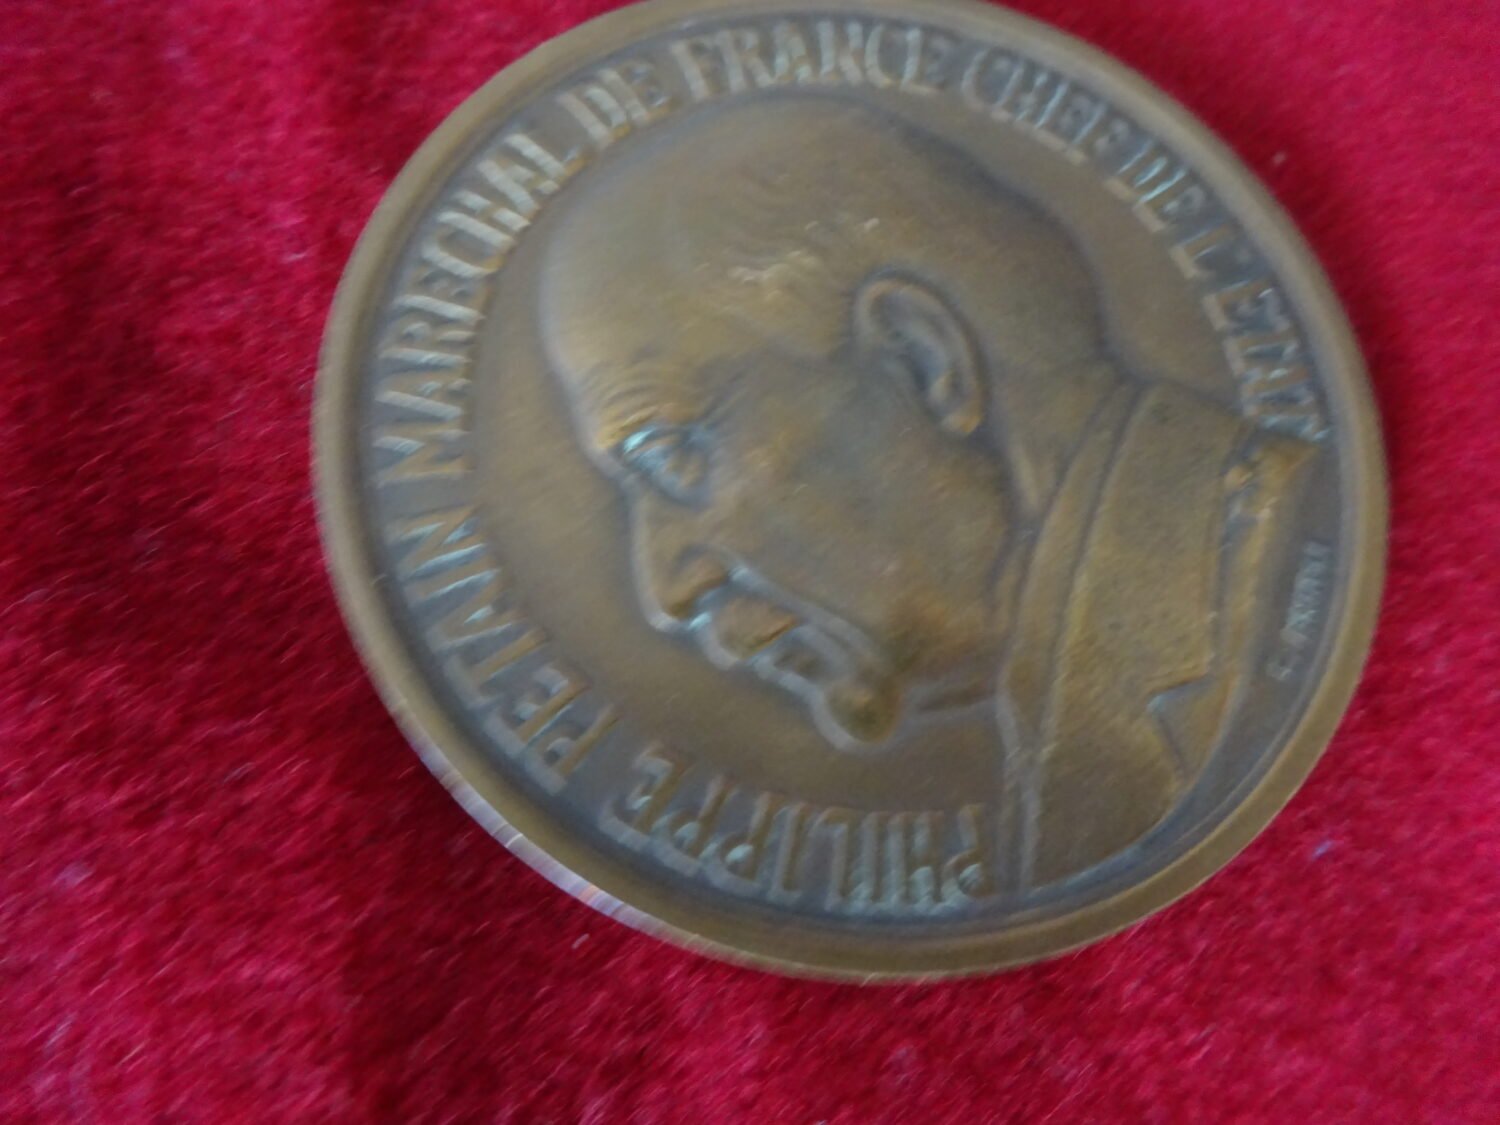 PHILIPPE PETAIN MARECHAL DE FRANCE CHEF DE L'ETAT